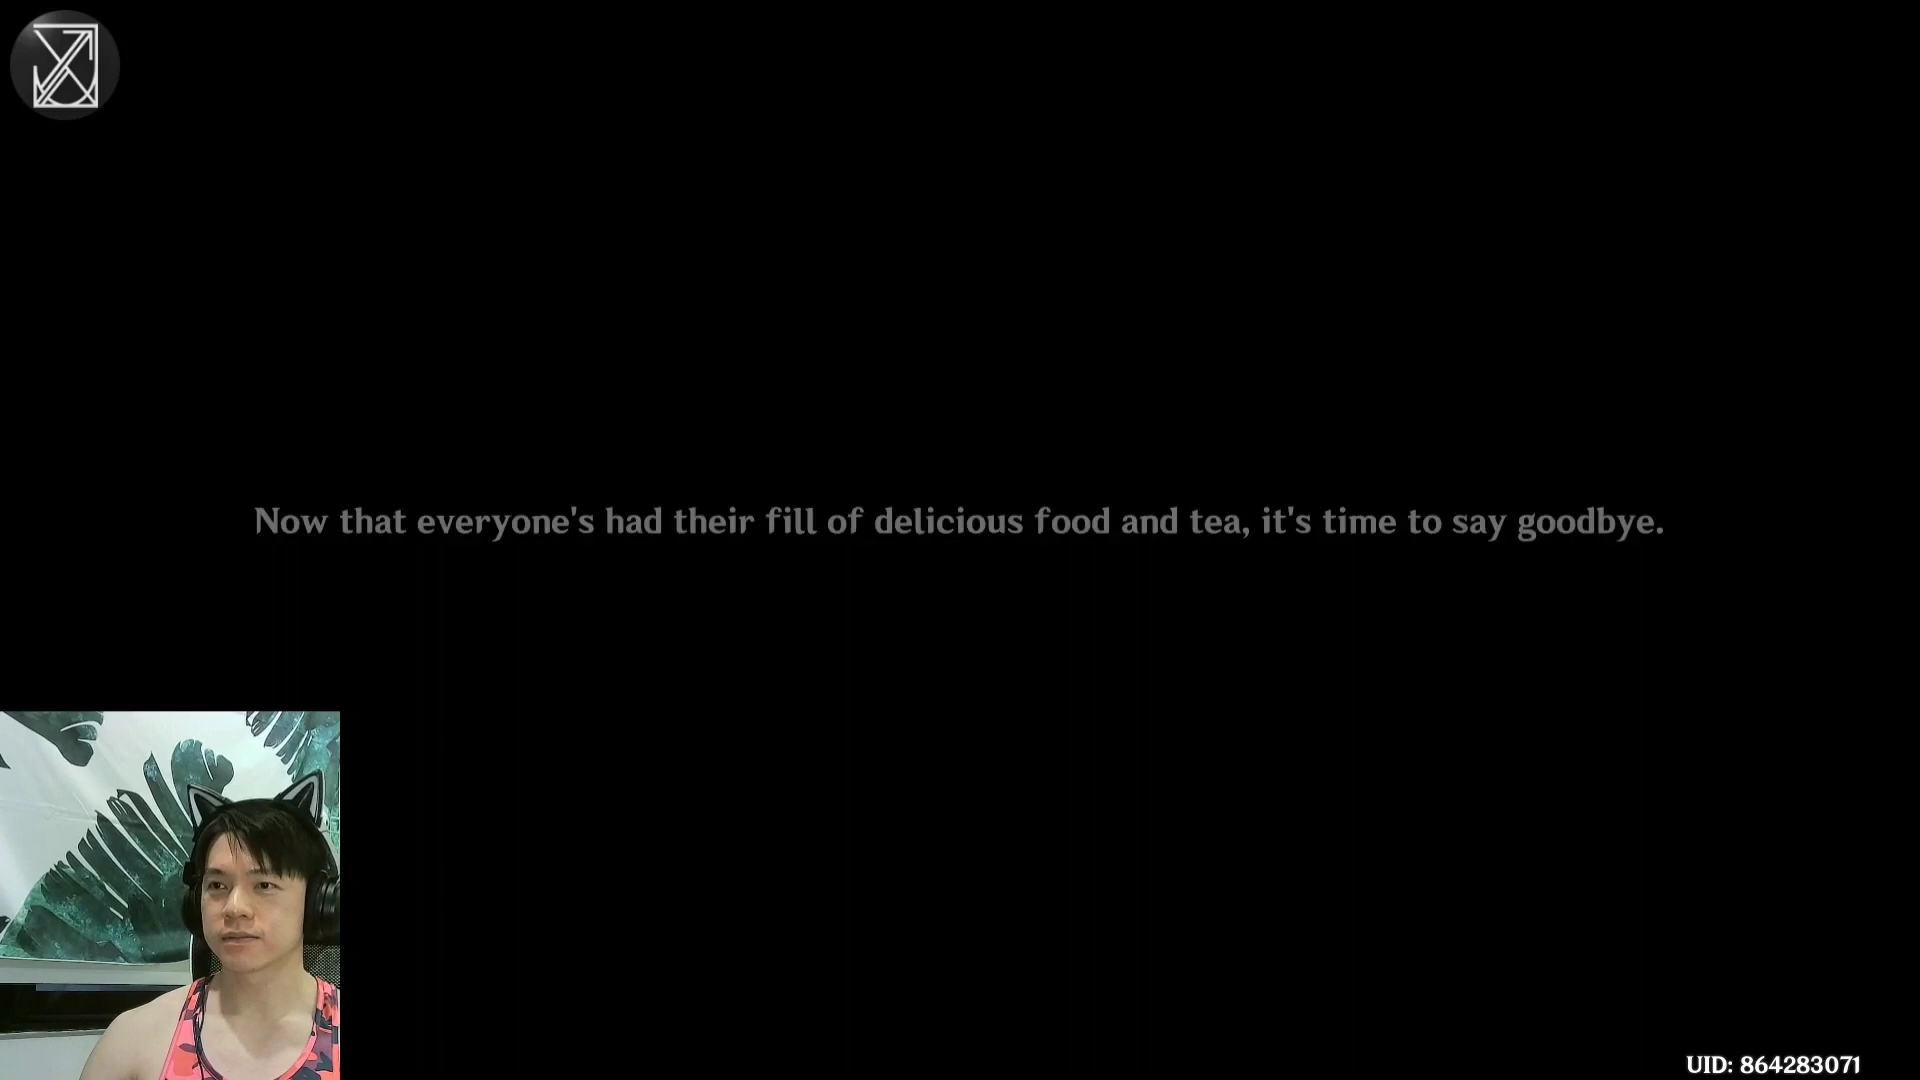 Now that everyone's had their fill of delicious food and tea, it's time to say goodbye.
UID: 864283071